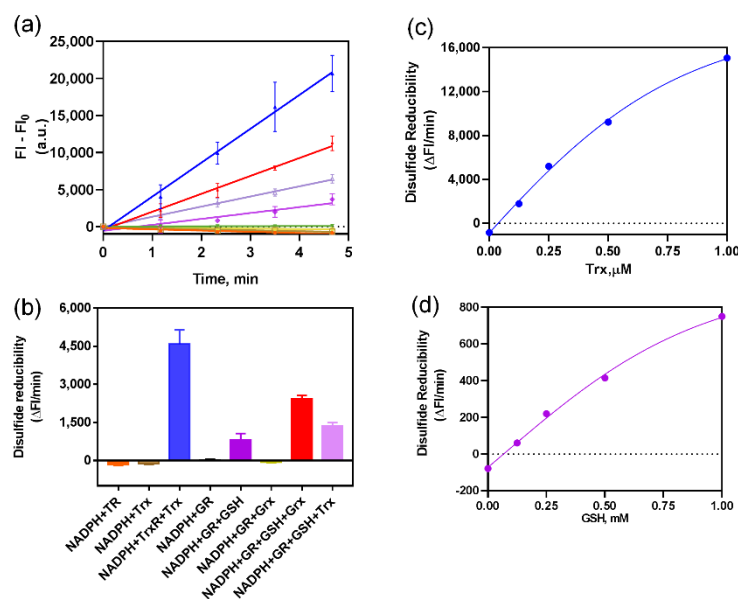 (a)
25,000
20,000
15,000
10,000
5,000
0
FI - FI0
(a.u.)
0 1 2 3 4 5
Time, min
(b)
6,000
4,500
3,000
1,500
0
Disulfide reducibility
(ΔFI/min)
NADPH+TR
NADPH+Trx
NADPH+TrxR+Trx
NADPH+GR
NADPH+GR+GSH
NADPH+GR+Grx
NADPH+GR+GSH+Grx
NADPH+GR+GSH+Trx
(c)
16,000
12,000
8,000
4,000
0
Disulfide Reducibility
(ΔFI/min)
0.00 0.25 0.50 0.75 1.00
Trx,μM
(d)
800
600
400
200
0
-200
Disulfide Reducibility
(ΔFI/min)
0.00 0.25 0.50 0.75 1.00
GSH, mM